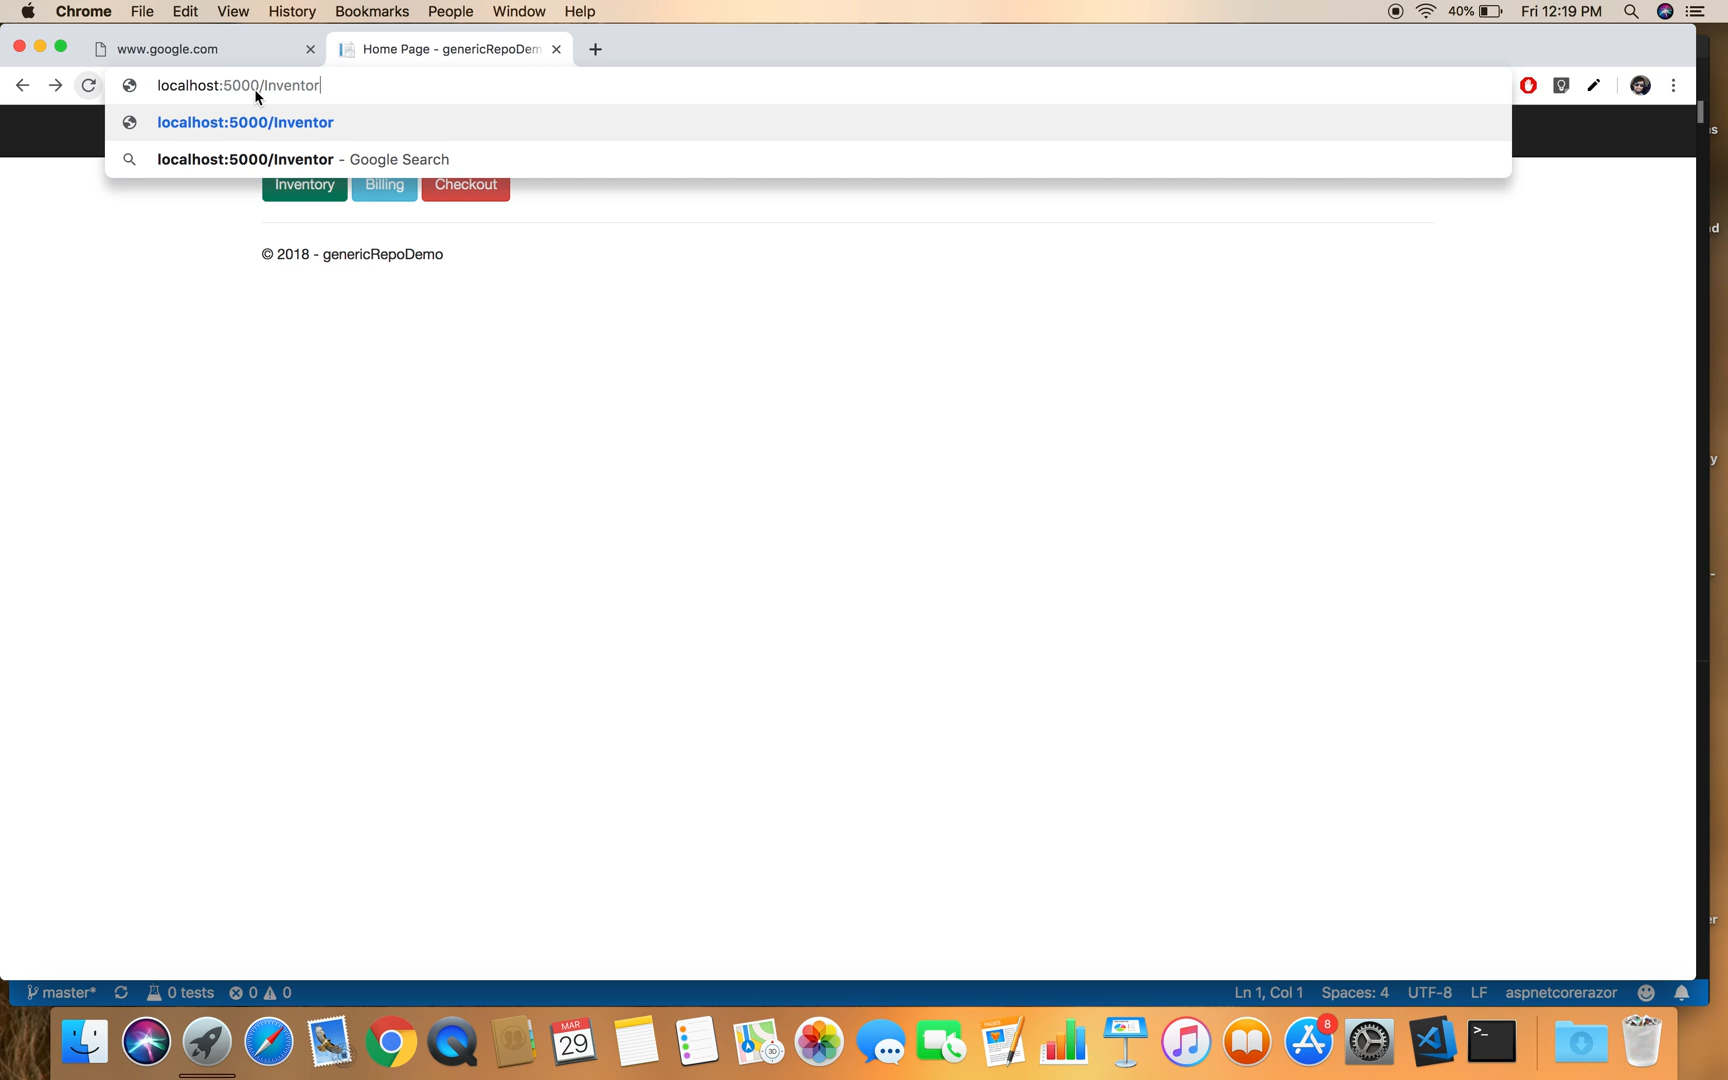 Chrome File Edit View History Bookmarks People Window Help 40% Fri 12:19 PM
www.google.com Home Page - genericRepoDem
localhost:5000/Inventor
localhost:5000/Inventor
localhost:5000/Inventor - Google Search
Inventory Billing Checkout
© 2018 - genericRepoDemo
master* 0 tests 0 0 Ln 1, Col 1 Spaces: 4 UTF-8 LF aspnetcorerazor
MAR
29
3D
PAGES
8
>_